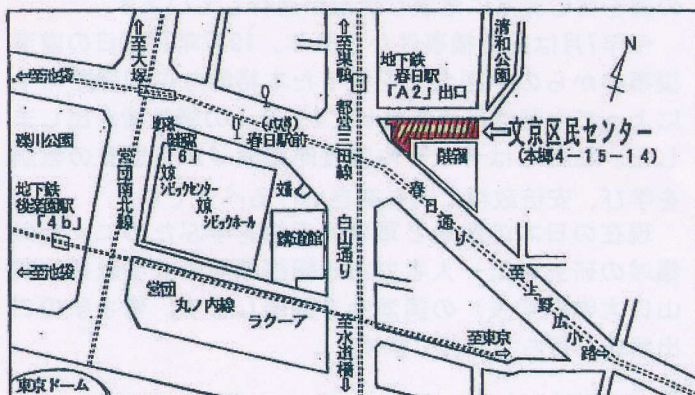 ⇐至池袋
⇑至大塚
⇑至巣鴨
地下鉄
春日駅
「A2」出口
清和公園
礫川公園
地下鉄
後楽園駅
「4b」
⇐至池袋
営団南北線
「6」
文京
シビックセンター
文京
シビックホール
春日駅前
都営三田線
白山通り
至水道橋⇓
春日通り
⇐文京区民センター
(本郷4-15-14)
営団
丸ノ内線
ラクーア
至東京
⇒
至上野広小路⇒
東京ドーム